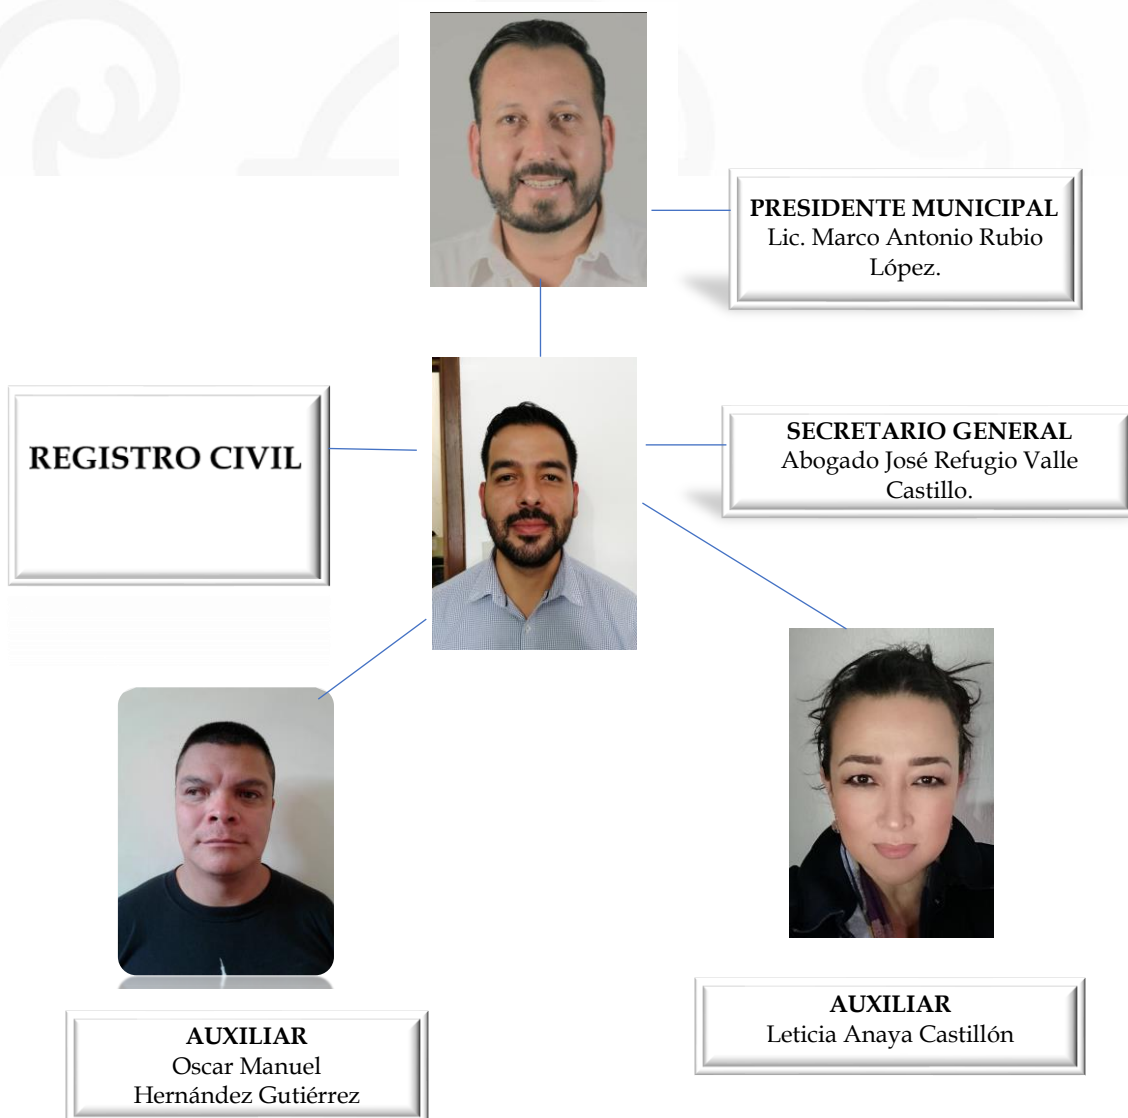 PRESIDENTE MUNICIPAL
Lic. Marco Antonio Rubio
López.
REGISTRO CIVIL
SECRETARIO GENERAL
Abogado José Refugio Valle
Castillo.
AUXILIAR
Leticia Anaya Castillón
AUXILIAR
Oscar Manuel
Hernández Gutiérrez